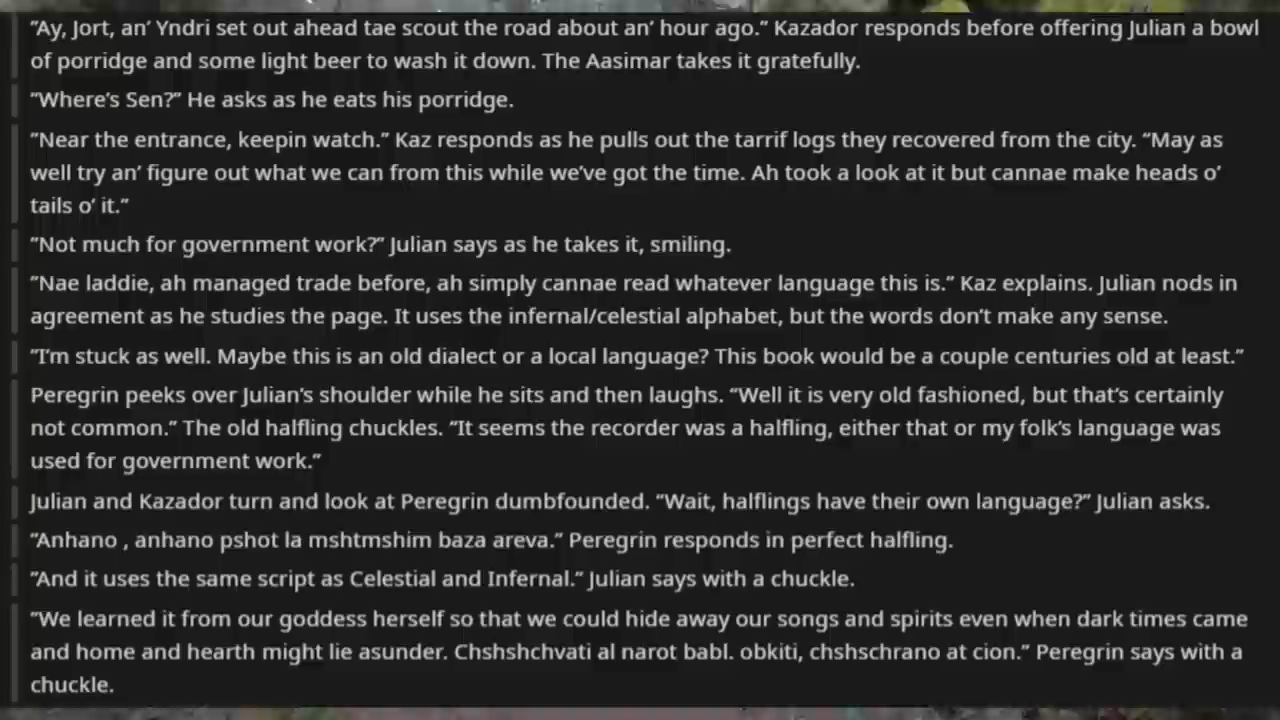 “Ay, Jort, an’ Yndri set out ahead tae scout the road about an’ hour ago.” Kazador responds before offering Julian a bowl
of porridge and some light beer to wash it down. The Aasimar takes it gratefully.
“Where’s Sen?” He asks as he eats his porridge.
“Near the entrance, keepin watch.” Kaz responds as he pulls out the tarrif logs they recovered from the city. “May as
well try an’ figure out what we can from this while we’ve got the time. Ah took a look at it but cannae make heads o’
tails o’ it.”
“Not much for government work?” Julian says as he takes it, smiling.
“Nae laddie, ah managed trade before, ah simply cannae read whatever language this is.” Kaz explains. Julian nods in
agreement as he studies the page. It uses the infernal/celestial alphabet, but the words don’t make any sense.
“I’m stuck as well. Maybe this is an old dialect or a local language? This book would be a couple centuries old at least.”
Peregrin peeks over Julian’s shoulder while he sits and then laughs. “Well it is very old fashioned, but that’s certainly
not common.” The old halfling chuckles. “It seems the recorder was a halfling, either that or my folk’s language was
used for government work.”
Julian and Kazador turn and look at Peregrin dumbfounded. “Wait, halflings have their own language?” Julian asks.
“Anhano , anhano pshot la mshtmshim baza areva.” Peregrin responds in perfect halfling.
“And it uses the same script as Celestial and Infernal.” Julian says with a chuckle.
“We learned it from our goddess herself so that we could hide away our songs and spirits even when dark times came
and home and hearth might lie asunder. Chshshchvati al narot babl. obkiti, chshschrano at cion.” Peregrin says with a
chuckle.